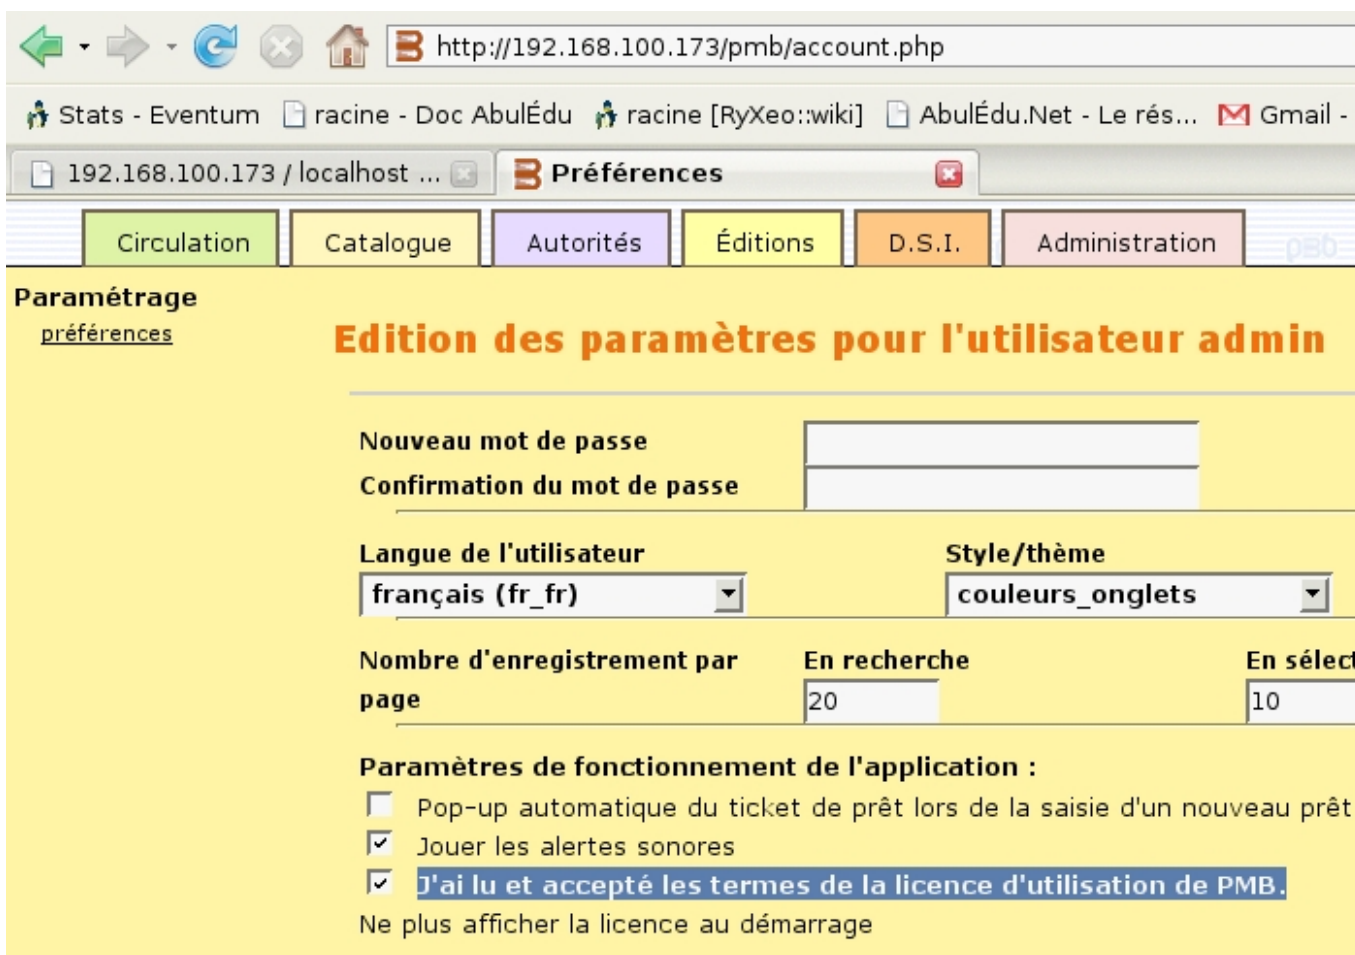 http://192.168.100.173/pmb/account.php
Stats - Eventum racine - Doc AbulÉdu racine [RyXeo::wiki] AbulÉdu.Net - Le rés... Gmail -
192.168.100.173 / localhost ... Préférences
Circulation Catalogue Autorités Éditions D.S.I. Administration pmb
Paramétrage
préférences
Edition des paramètres pour l'utilisateur admin
Nouveau mot de passe
Confirmation du mot de passe
Langue de l'utilisateur Style/thème
français (fr_fr) couleurs_onglets
Nombre d'enregistrement par En recherche En sélect
page 20 10
Paramètres de fonctionnement de l'application :
Pop-up automatique du ticket de prêt lors de la saisie d'un nouveau prêt
Jouer les alertes sonores
J'ai lu et accepté les termes de la licence d'utilisation de PMB.
Ne plus afficher la licence au démarrage